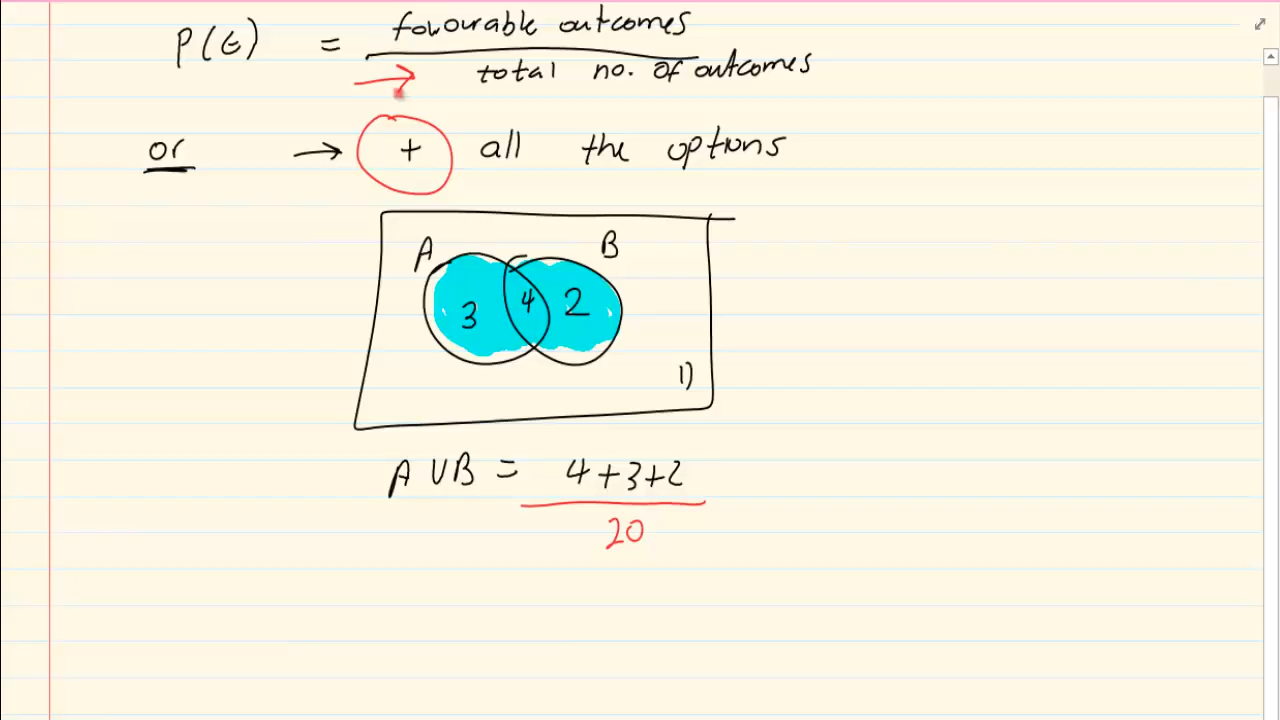 P(E) = favourable outcomes
total no. of outcomes
or → + all the options
A B
3 4 2
11
A ∪ B = 4+3+2
20